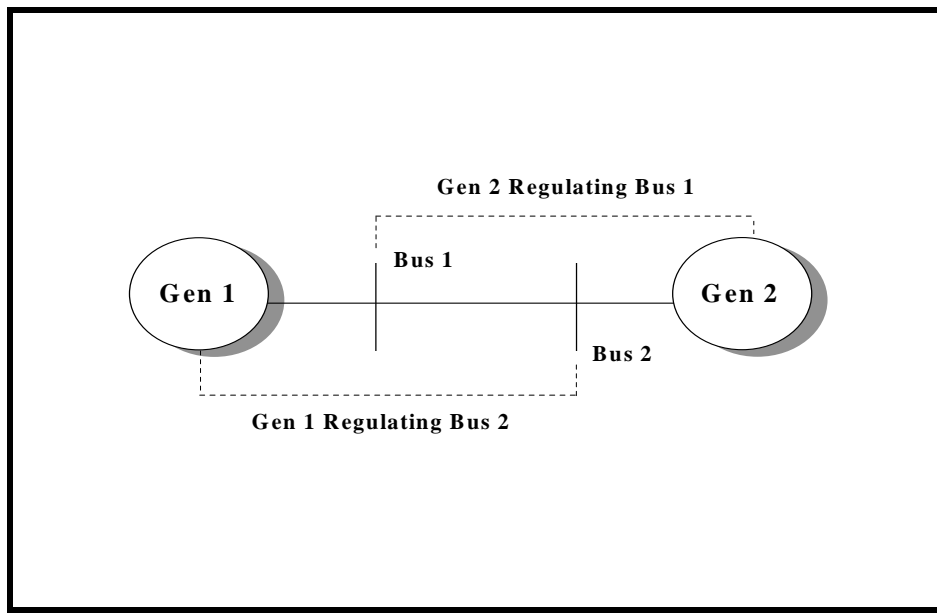 Gen 2 Regulating Bus 1
Bus 1
Gen 1
Gen 2
Bus 2
Gen 1 Regulating Bus 2